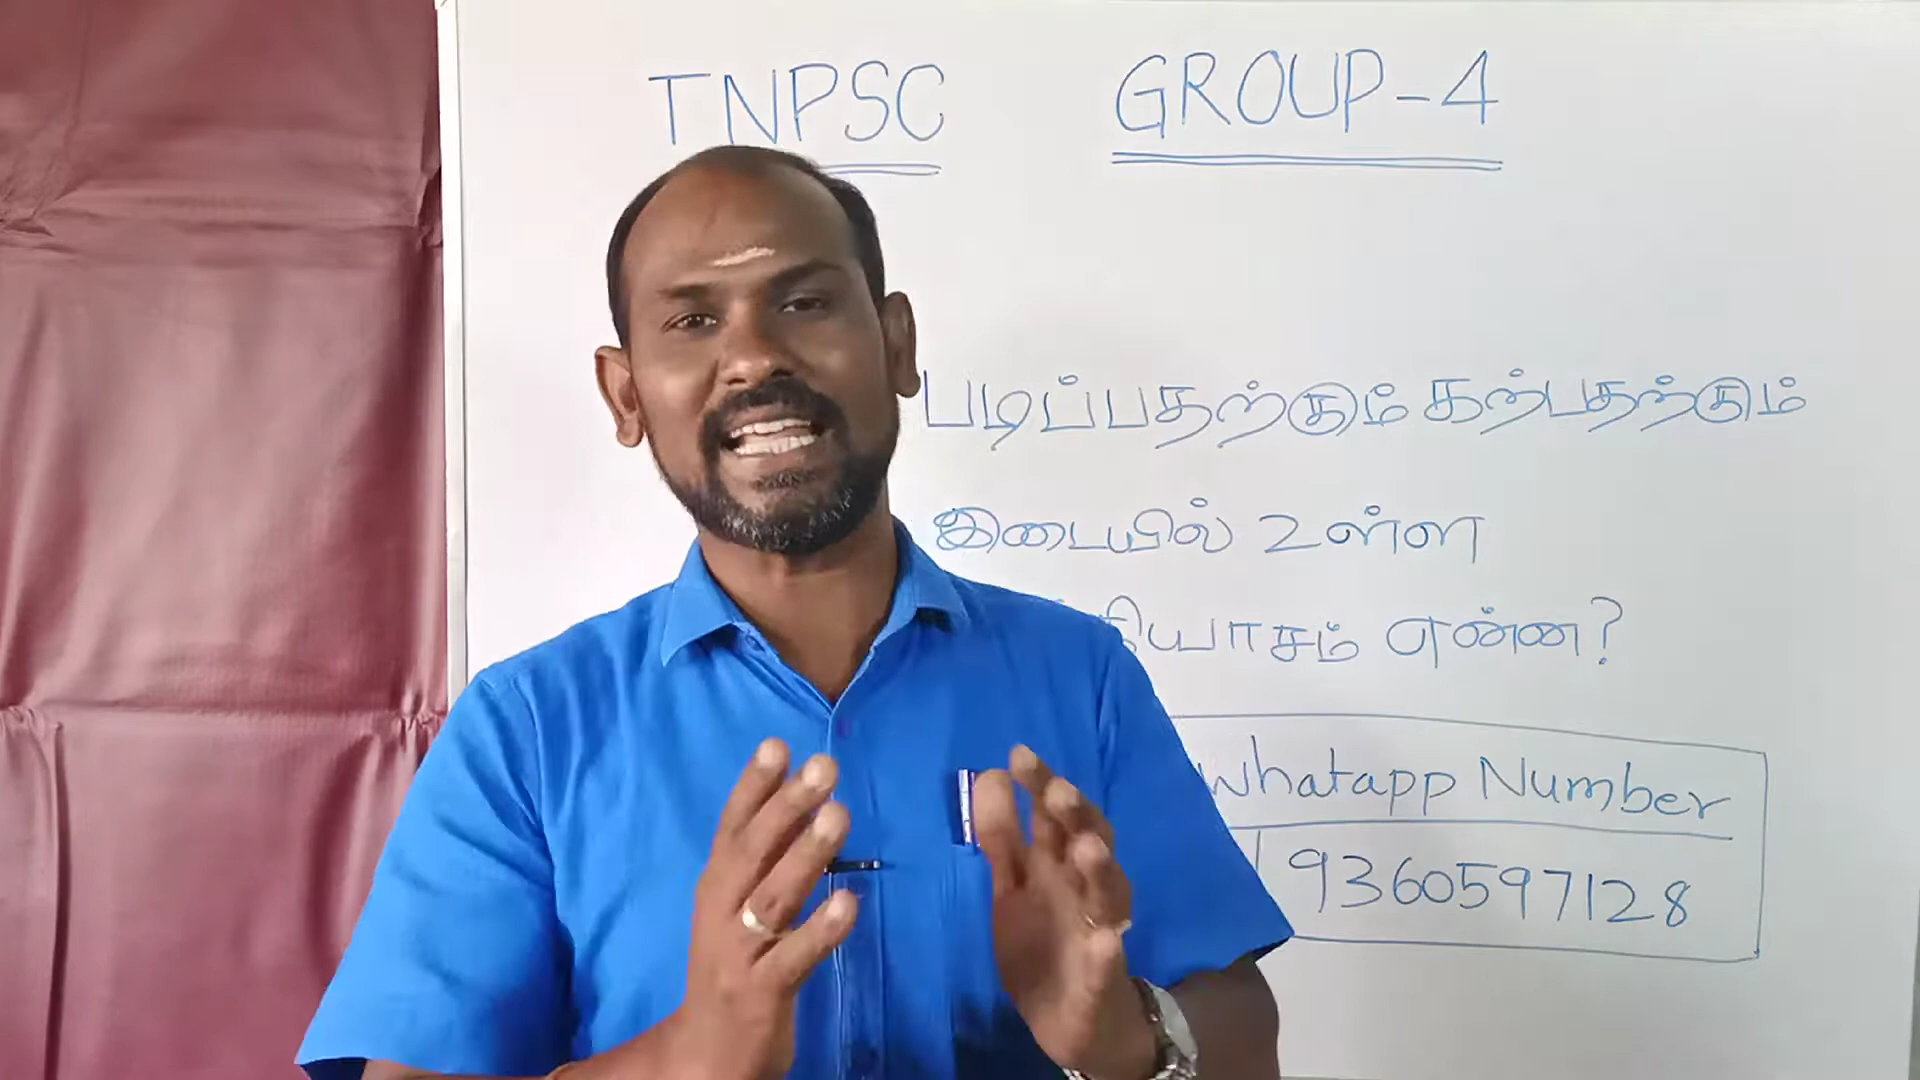 TNPSC GROUP-4
படிப்பதற்கும் கற்பதற்கும்
இடையில் உள்ள
என்ன?
Whatapp Number
9360597128